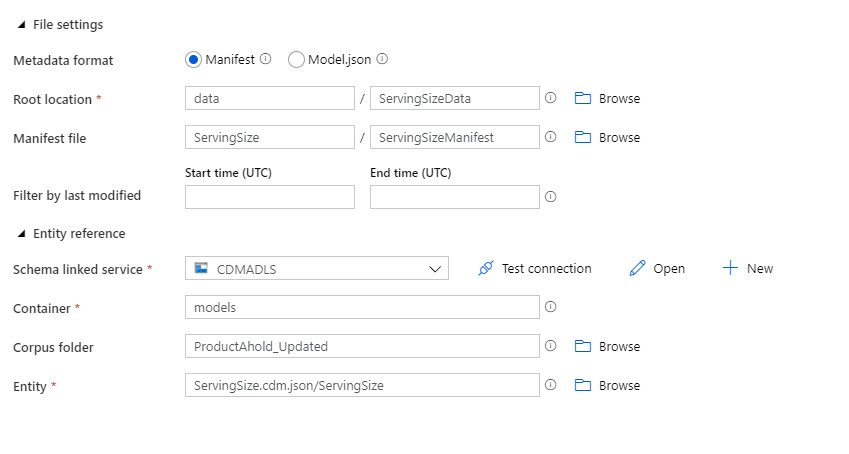 File settings
Metadata format Manifest Model.json
Root location * data / ServingSizeData Browse
Manifest file ServingSize / ServingSizeManifest Browse
Start time (UTC) End time (UTC)
Filter by last modified
Entity reference
Schema linked service * CDMADLS Test connection Open New
Container * models
Corpus folder ProductAhold_Updated Browse
Entity * ServingSize.cdm.json/ServingSize Browse